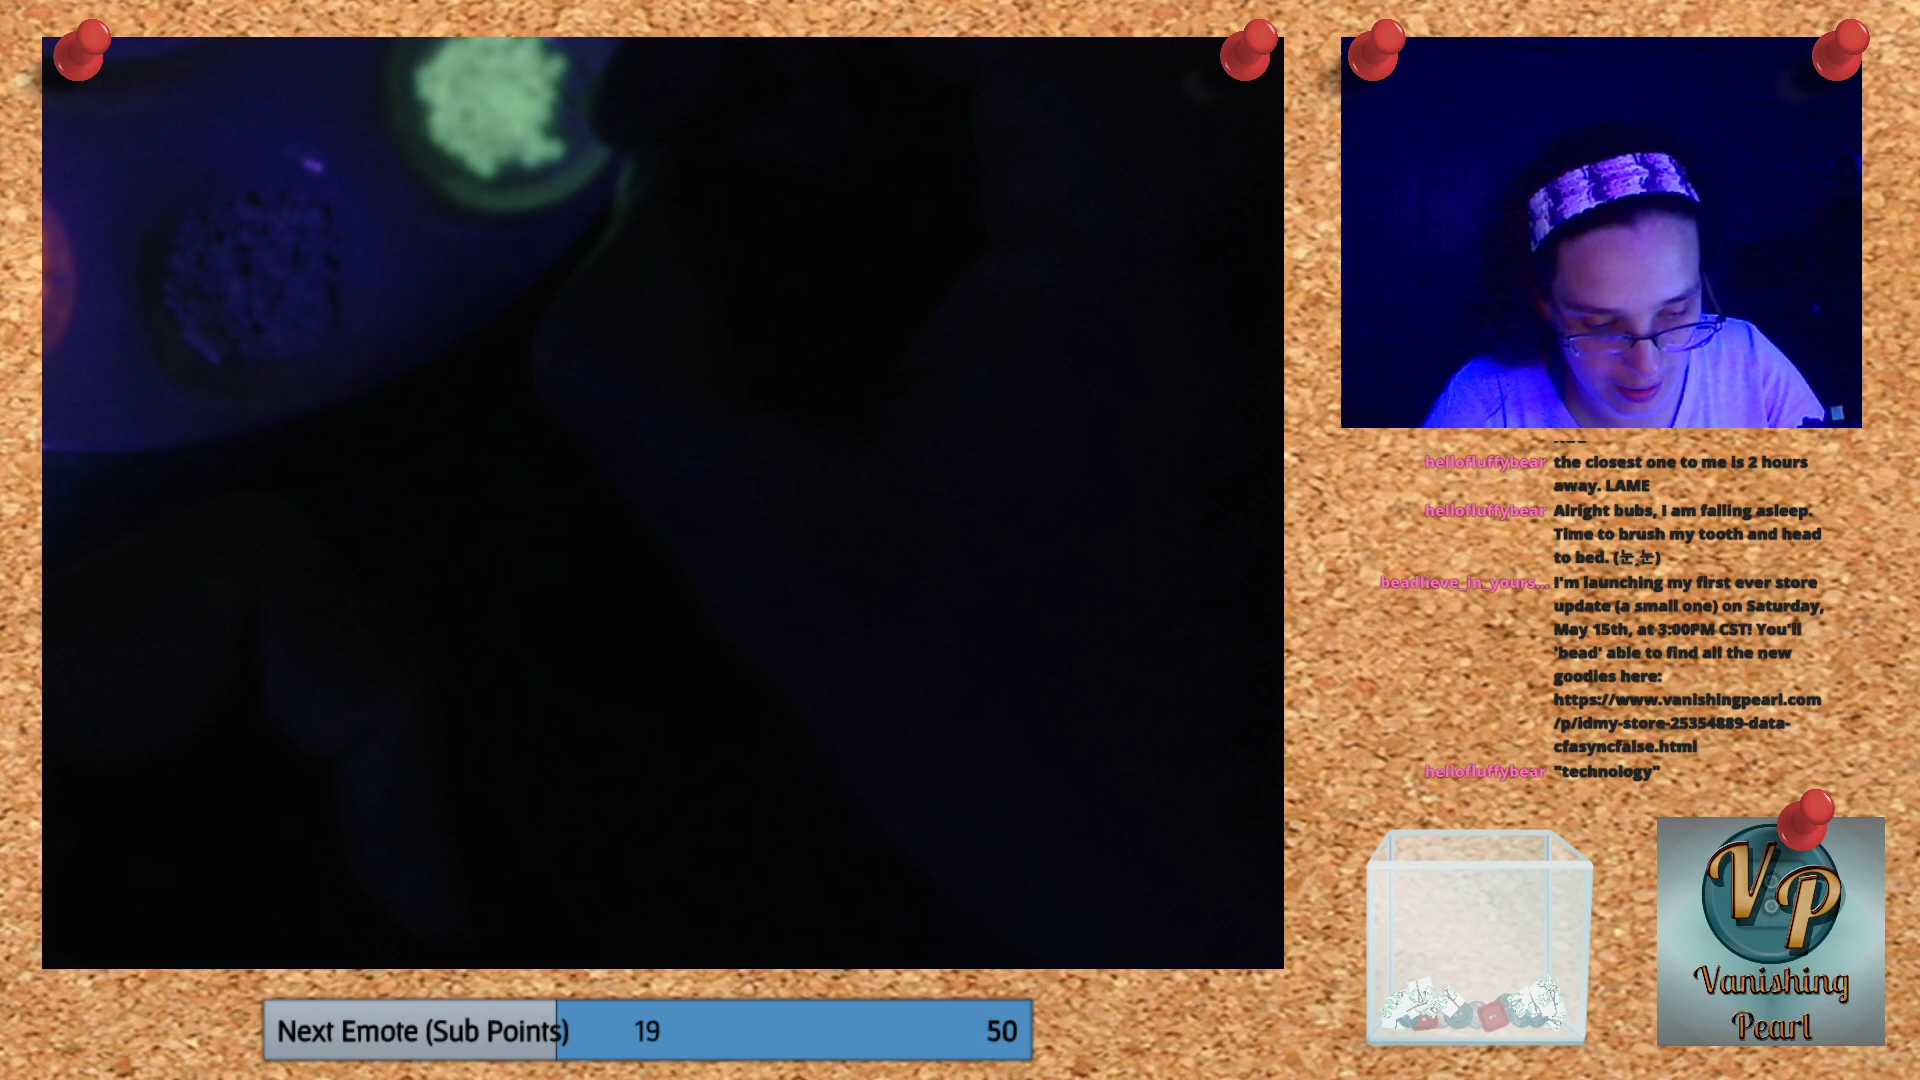 hellofluffybear the closest one to me is 2 hours
away. LAME
hellofluffybear Alright bubs, I am falling asleep.
Time to brush my tooth and head
to bed. (눈_눈)
beadlieve_in_yours... I'm launching my first ever store
update (a small one) on Saturday,
May 15th, at 3:00PM CST! You'll
'bead' able to find all the new
goodies here:
https://www.vanishingpearl.com
/p/idmy-store-25354889-data-
cfasyncfalse.html
hellofluffybear "technology"
VP
Vanishing
Pearl
Next Emote (Sub Points) 19 50